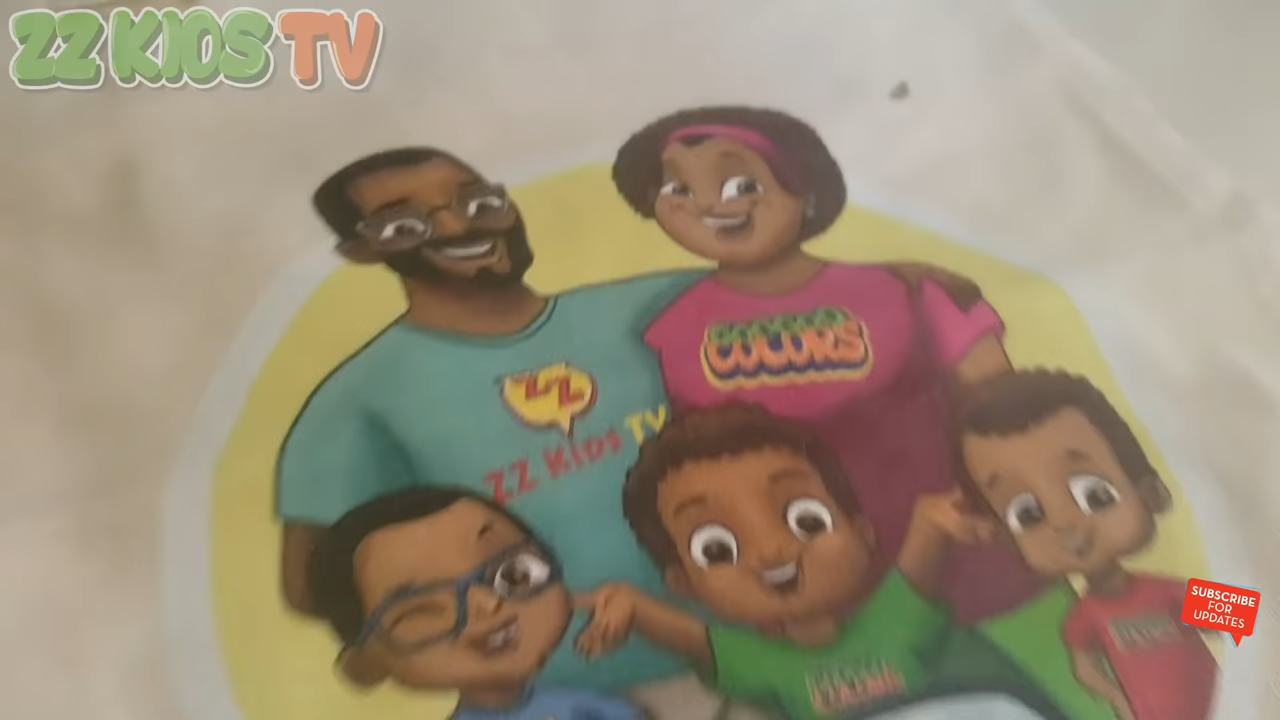 ZZ KIDS TV
COLORS
ZZ
ZZ KIDS TV
SUBSCRIBE
FOR
UPDATES